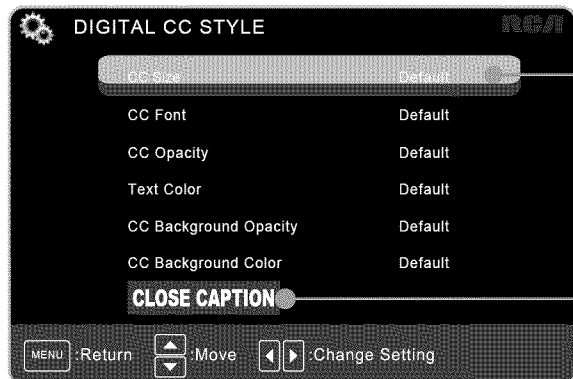 DIGITAL CC STYLE RCA
CC Size Default
CC Font Default
CC Opacity Default
Text Color Default
CC Background Opacity Default
CC Background Color Default
CLOSE CAPTION
MENU :Return :Move :Change Setting